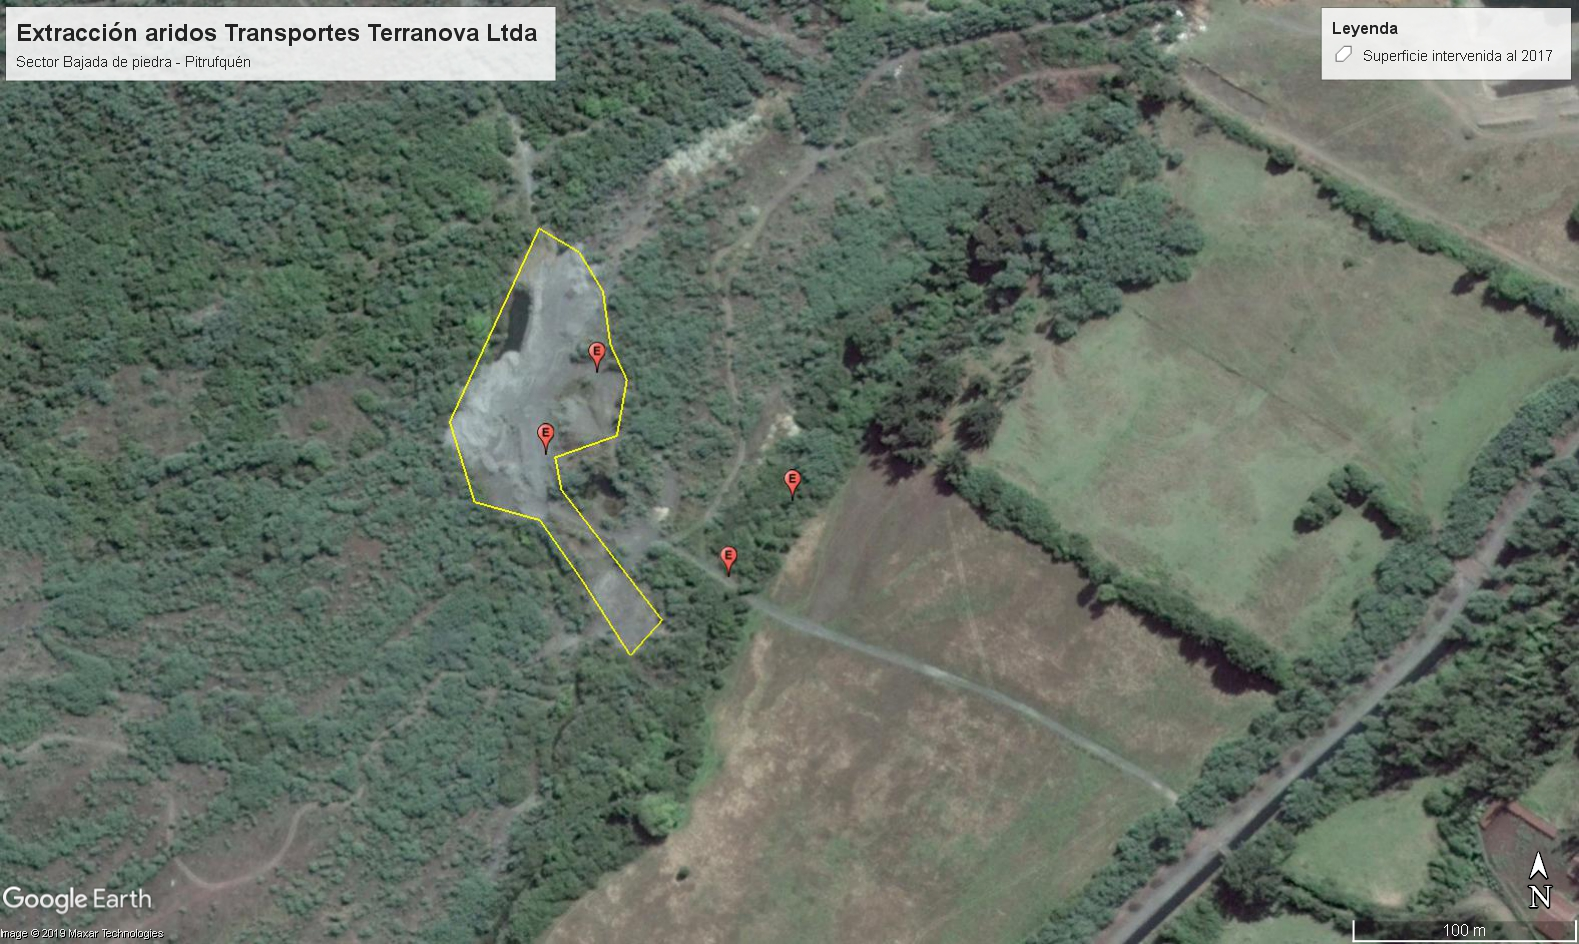 Extracción aridos Transportes Terranova Ltda
Sector Bajada de piedra - Pitrufquén
Leyenda
Superficie intervenida al 2017
E
E
E
E
Google Earth
Image © 2019 Maxar Technologies
N
100 m